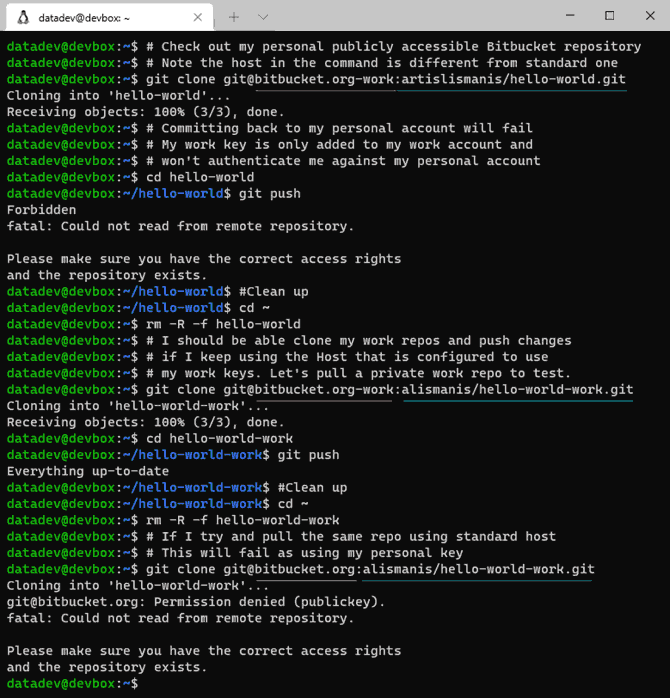 datadev@devbox: ~
datadev@devbox:~$ # Check out my personal publicly accessible Bitbucket repository
datadev@devbox:~$ # Note the host in the command is different from standard one
datadev@devbox:~$ git clone git@bitbucket.org-work:artislismanis/hello-world.git
Cloning into 'hello-world'...
Receiving objects: 100% (3/3), done.
datadev@devbox:~$ # Committing back to my personal account will fail
datadev@devbox:~$ # My work key is only added to my work account and
datadev@devbox:~$ # won't authenticate me against my personal account
datadev@devbox:~$ cd hello-world
datadev@devbox:~/hello-world$ git push
Forbidden
fatal: Could not read from remote repository.

Please make sure you have the correct access rights
and the repository exists.
datadev@devbox:~/hello-world$ #Clean up
datadev@devbox:~/hello-world$ cd ~
datadev@devbox:~$ rm -R -f hello-world
datadev@devbox:~$ # I should be able clone my work repos and push changes
datadev@devbox:~$ # if I keep using the Host that is configured to use
datadev@devbox:~$ # my work keys. Let's pull a private work repo to test.
datadev@devbox:~$ git clone git@bitbucket.org-work:alismanis/hello-world-work.git
Cloning into 'hello-world-work'...
Receiving objects: 100% (3/3), done.
datadev@devbox:~$ cd hello-world-work
datadev@devbox:~/hello-world-work$ git push
Everything up-to-date
datadev@devbox:~/hello-world-work$ #Clean up
datadev@devbox:~/hello-world-work$ cd ~
datadev@devbox:~$ rm -R -f hello-world-work
datadev@devbox:~$ # If I try and pull the same repo using standard host
datadev@devbox:~$ # This will fail as using my personal key
datadev@devbox:~$ git clone git@bitbucket.org:alismanis/hello-world-work.git
Cloning into 'hello-world-work'...
git@bitbucket.org: Permission denied (publickey).
fatal: Could not read from remote repository.

Please make sure you have the correct access rights
and the repository exists.
datadev@devbox:~$